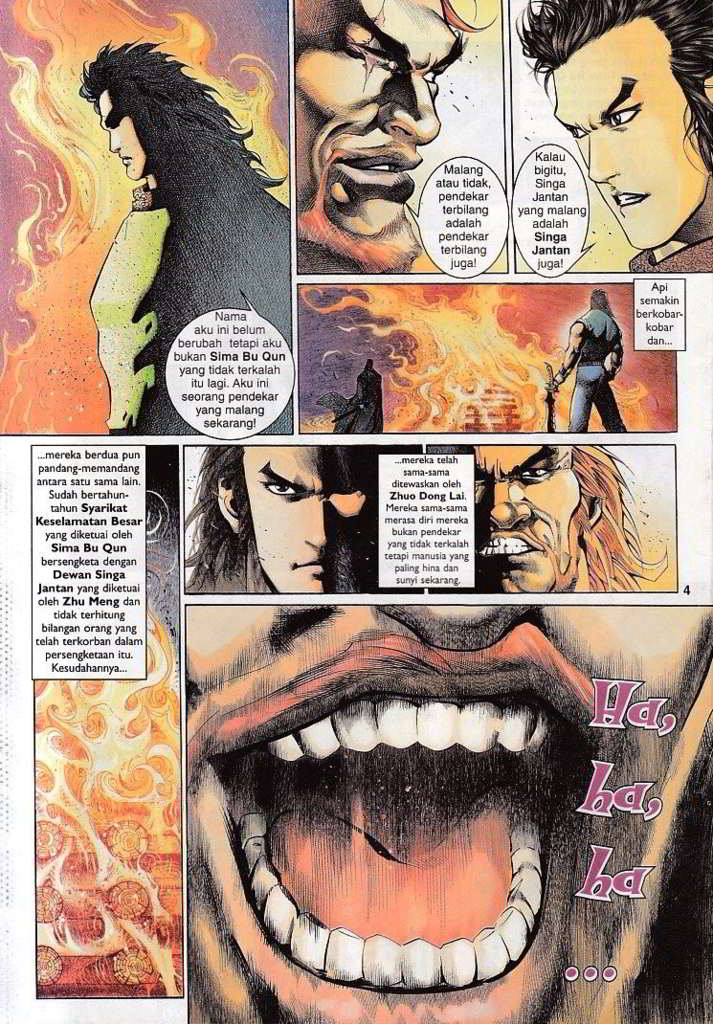 Nama
aku ini belum
berubah tetapi aku
bukan Sima Bu Qun
yang tidak terkalah
itu lagi. Aku ini
seorang pendekar
yang malang
sekarang!
Malang
atau tidak,
pendekar
terbilang
adalah
pendekar
terbilang
juga!
Kalau
bigitu,
Singa
Jantan
yang malang
adalah
Singa
Jantan
juga!
Api
semakin
berkobar-
kobar
dan...
...mereka berdua pun
pandang-memandang
antara satu sama lain.
Sudah bertahun-
tahun Syarikat
Keselamatan Besar
yang diketuai oleh
Sima Bu Qun
bersengketa dengan
Dewan Singa
Jantan yang diketuai
oleh Zhu Meng dan
tidak terhitung
bilangan orang yang
telah terkorban dalam
persengketaan itu.
Kesudahannya...
...mereka telah
sama-sama
ditewaskan oleh
Zhuo Dong Lai.
Mereka sama-sama
merasa diri mereka
bukan pendekar
yang tidak terkalah
tetapi manusia yang
paling hina dan
sunyi sekarang.
4
Ha,
ha,
ha
...